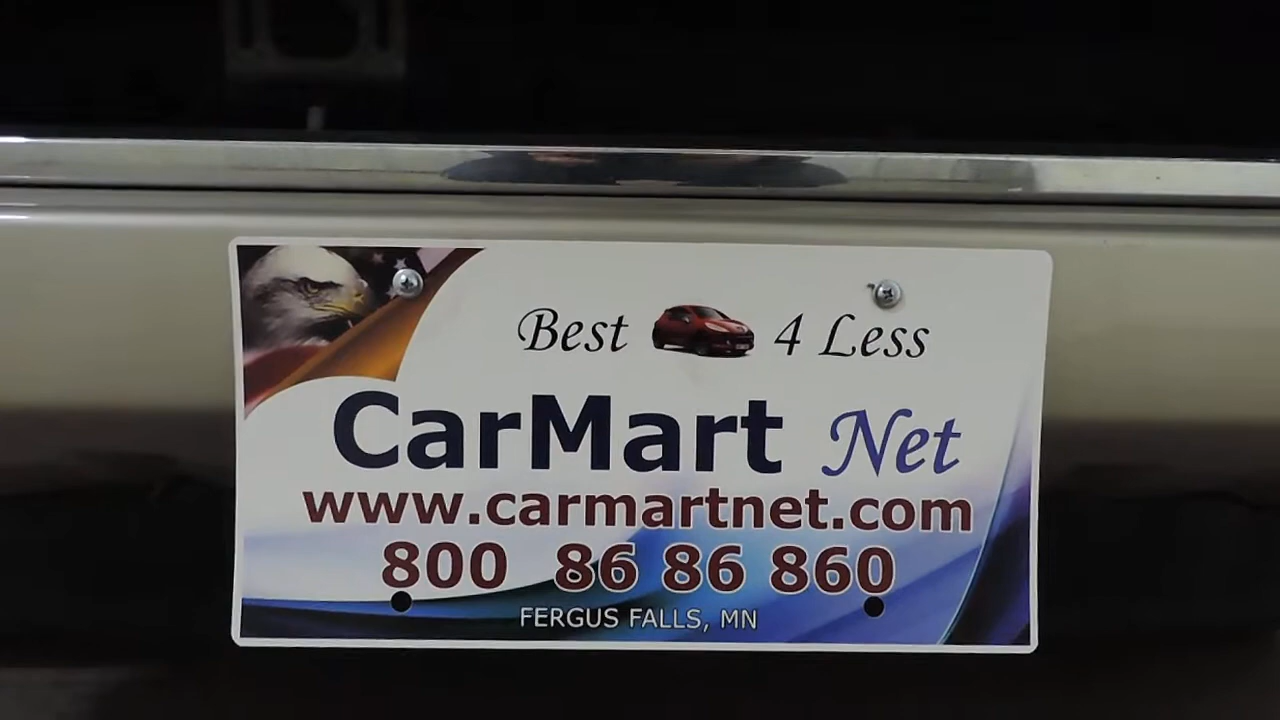 Best 4 Less
CarMart Net
www.carmartnet.com
800 86 86 860
FERGUS FALLS, MN